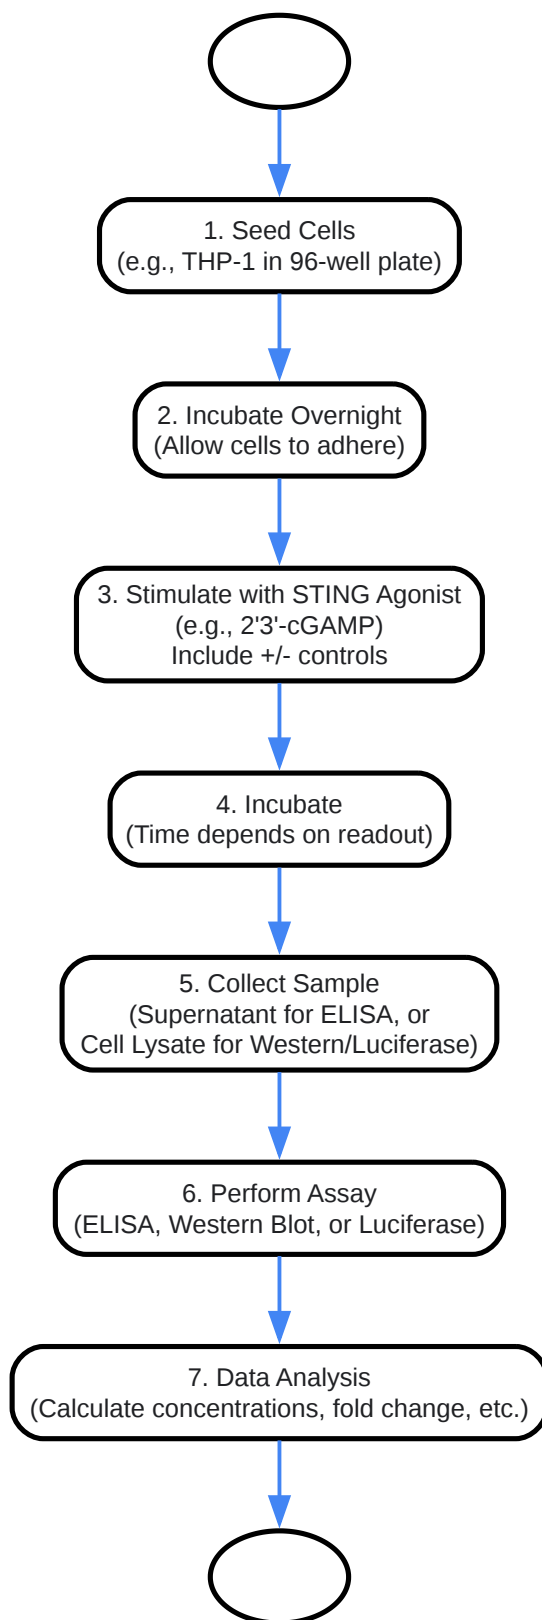 1. Seed Cells
(e.g., THP-1 in 96-well plate)
2. Incubate Overnight
(Allow cells to adhere)
3. Stimulate with STING Agonist
(e.g., 2'3'-cGAMP)
Include +/- controls
4. Incubate
(Time depends on readout)
5. Collect Sample
(Supernatant for ELISA, or
Cell Lysate for Western/Luciferase)
6. Perform Assay
(ELISA, Western Blot, or Luciferase)
7. Data Analysis
(Calculate concentrations, fold change, etc.)